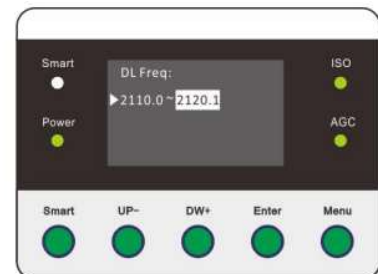 Smart
ISO
DL Freq:
▶2110.0~2120.1
Power
AGC
Smart UP- DW+ Enter Menu